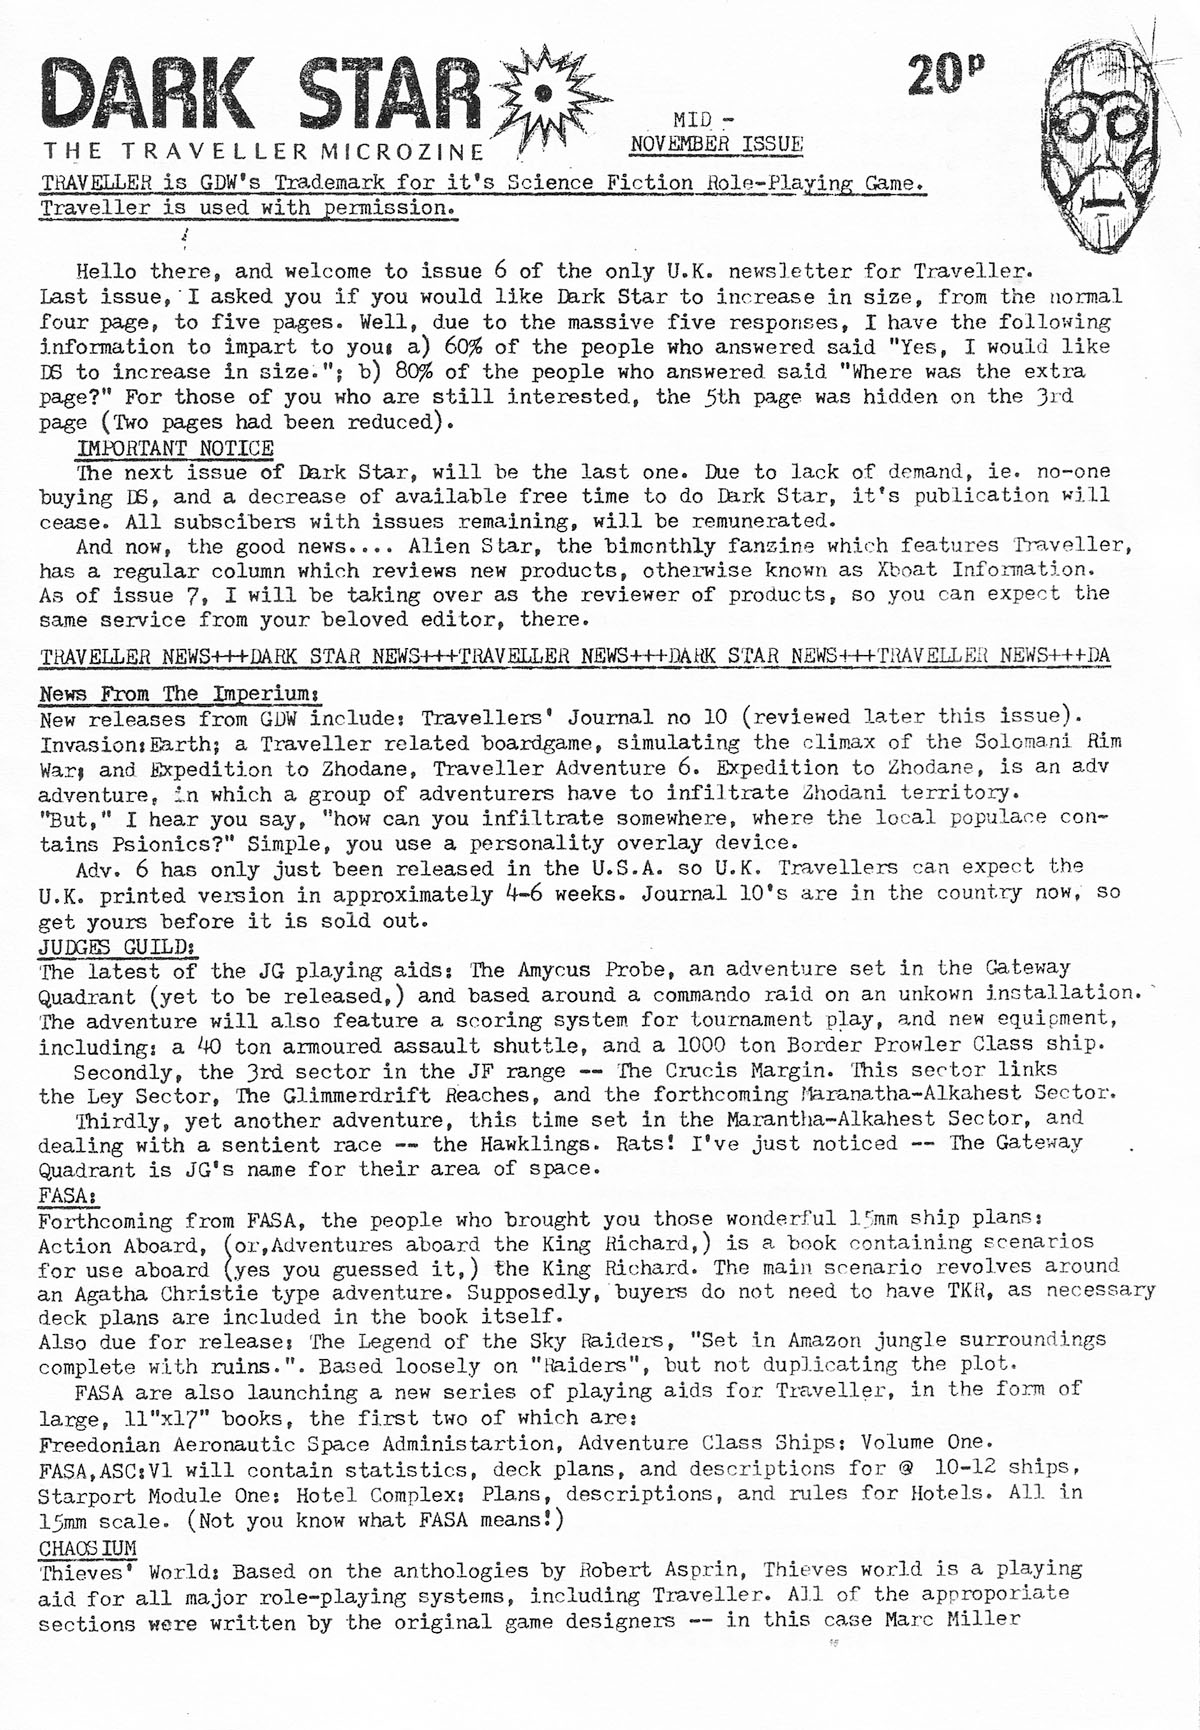 DARK STAR
20p
MID -
NOVEMBER ISSUE
THE TRAVELLER MICROZINE
TRAVELLER is GDW's Trademark for it's Science Fiction Role-Playing Game.
Traveller is used with permission.
Hello there, and welcome to issue 6 of the only U.K. newsletter for Traveller.
Last issue, I asked you if you would like Dark Star to increase in size, from the normal
four page, to five pages. Well, due to the massive five responses, I have the following
information to impart to you: a) 60% of the people who answered said "Yes, I would like
DS to increase in size."; b) 80% of the people who answered said "Where was the extra
page?" For those of you who are still interested, the 5th page was hidden on the 3rd
page (Two pages had been reduced).
IMPORTANT NOTICE
The next issue of Dark Star, will be the last one. Due to lack of demand, ie. no-one
buying DS, and a decrease of available free time to do Dark Star, it's publication will
cease. All subscibers with issues remaining, will be remunerated.
And now, the good news.... Alien Star, the bimonthly fanzine which features Traveller,
has a regular column which reviews new products, otherwise known as Xboat Information.
As of issue 7, I will be taking over as the reviewer of products, so you can expect the
same service from your beloved editor, there.
TRAVELLER NEWS+++DARK STAR NEWS+++TRAVELLER NEWS+++DARK STAR NEWS+++TRAVELLER NEWS+++DA
News From The Imperium:
New releases from GDW include: Travellers' Journal no 10 (reviewed later this issue).
Invasion:Earth; a Traveller related boardgame, simulating the climax of the Solomani Rim
War; and Expedition to Zhodane, Traveller Adventure 6. Expedition to Zhodane, is an adv
adventure, in which a group of adventurers have to infiltrate Zhodani territory.
"But," I hear you say, "how can you infiltrate somewhere, where the local populace con-
tains Psionics?" Simple, you use a personality overlay device.
Adv. 6 has only just been released in the U.S.A. so U.K. Travellers can expect the
U.K. printed version in approximately 4-6 weeks. Journal 10's are in the country now, so
get yours before it is sold out.
JUDGES GUILD:
The latest of the JG playing aids: The Amycus Probe, an adventure set in the Gateway
Quadrant (yet to be released,) and based around a commando raid on an unkown installation.
The adventure will also feature a scoring system for tournament play, and new equipment,
including: a 40 ton armoured assault shuttle, and a 1000 ton Border Prowler Class ship.
Secondly, the 3rd sector in the JF range -- The Crucis Margin. This sector links
the Ley Sector, The Glimmerdrift Reaches, and the forthcoming Maranatha-Alkahest Sector.
Thirdly, yet another adventure, this time set in the Marantha-Alkahest Sector, and
dealing with a sentient race -- the Hawklings. Rats! I've just noticed -- The Gateway
Quadrant is JG's name for their area of space.
FASA:
Forthcoming from FASA, the people who brought you those wonderful 15mm ship plans:
Action Aboard, (or,Adventures aboard the King Richard,) is a book containing scenarios
for use aboard (yes you guessed it,) the King Richard. The main scenario revolves around
an Agatha Christie type adventure. Supposedly, buyers do not need to have TKR, as necessary
deck plans are included in the book itself.
Also due for release: The Legend of the Sky Raiders, "Set in Amazon jungle surroundings
complete with ruins.". Based loosely on "Raiders", but not duplicating the plot.
FASA are also launching a new series of playing aids for Traveller, in the form of
large, 11"x17" books, the first two of which are:
Freedonian Aeronautic Space Administartion, Adventure Class Ships: Volume One.
FASA,ASC:V1 will contain statistics, deck plans, and descriptions for @ 10-12 ships,
Starport Module One: Hotel Complex: Plans, descriptions, and rules for Hotels. All in
15mm scale. (Not you know what FASA means!)
CHAOSIUM
Thieves' World: Based on the anthologies by Robert Asprin, Thieves world is a playing
aid for all major role-playing systems, including Traveller. All of the approporiate
sections were written by the original game designers -- in this case Marc Miller